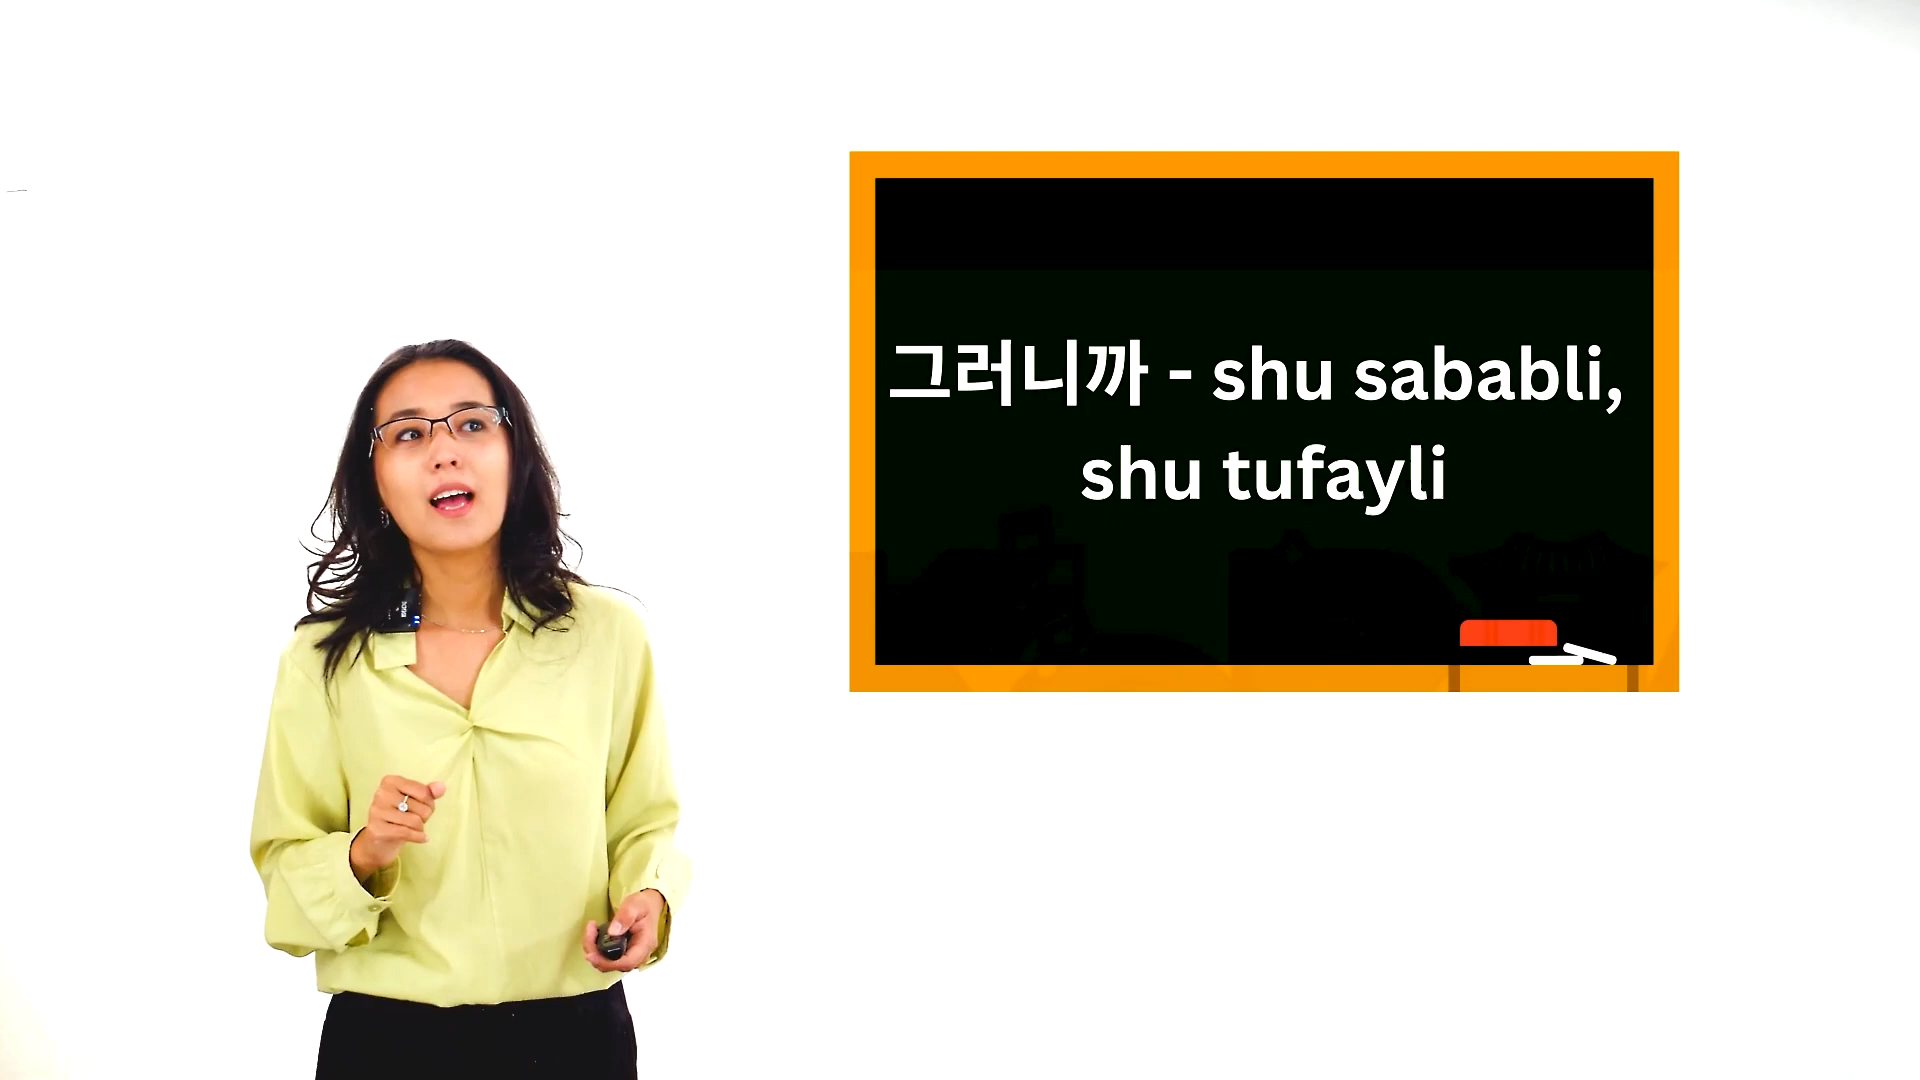 그러니까 - shu sababli,
shu tufayli